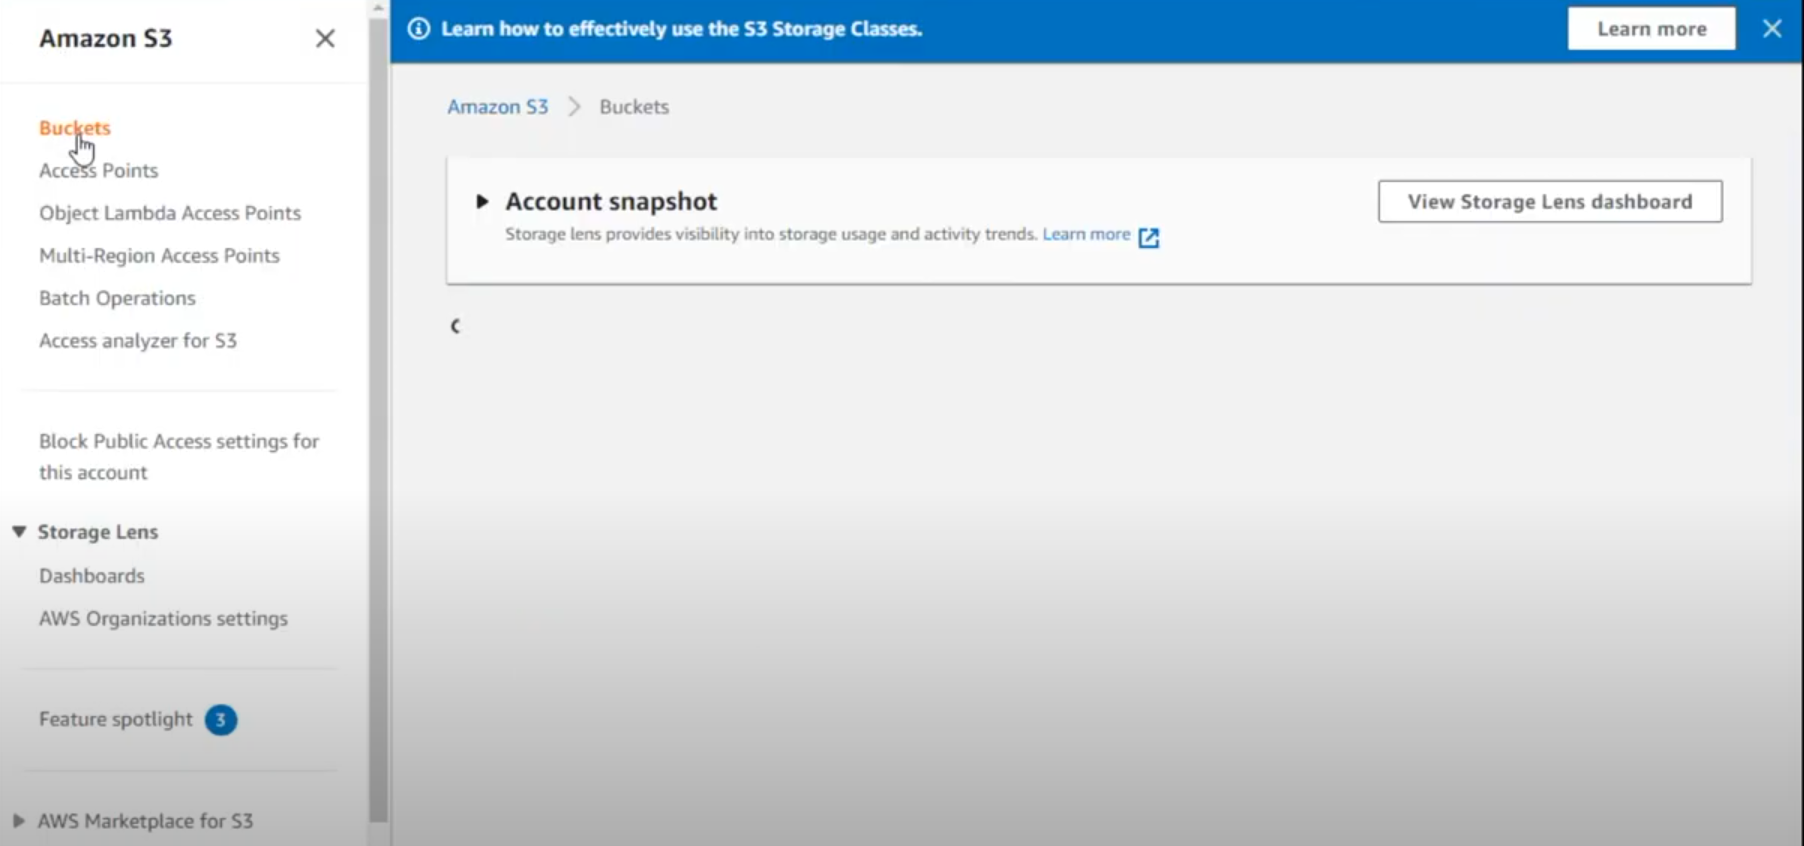 Amazon S3
Buckets
Access Points
Object Lambda Access Points
Multi-Region Access Points
Batch Operations
Access analyzer for S3
Block Public Access settings for
this account
Storage Lens
Dashboards
AWS Organizations settings
Feature spotlight 3
AWS Marketplace for S3
Learn how to effectively use the S3 Storage Classes.
Learn more
Amazon S3 Buckets
Account snapshot
View Storage Lens dashboard
Storage lens provides visibility into storage usage and activity trends. Learn more